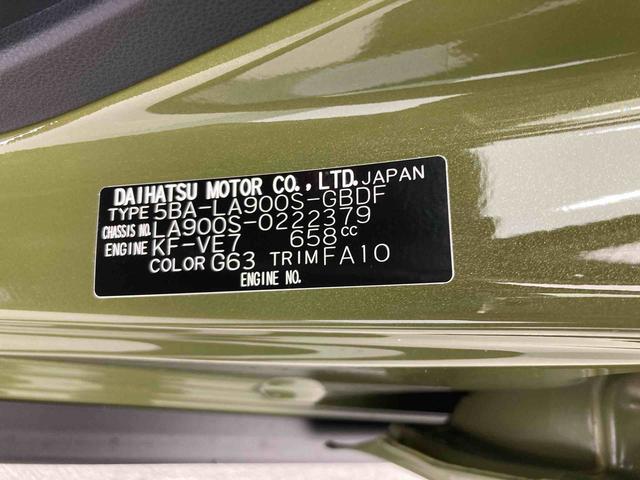 DAIHATSU MOTOR CO., LTD. JAPAN
TYPE 5BA-LA900S-GBDF
CHASSIS NO. LA900S-0222379
ENGINE KF-VE7 658cc
COLOR G63 TRIM FA10
ENGINE NO.